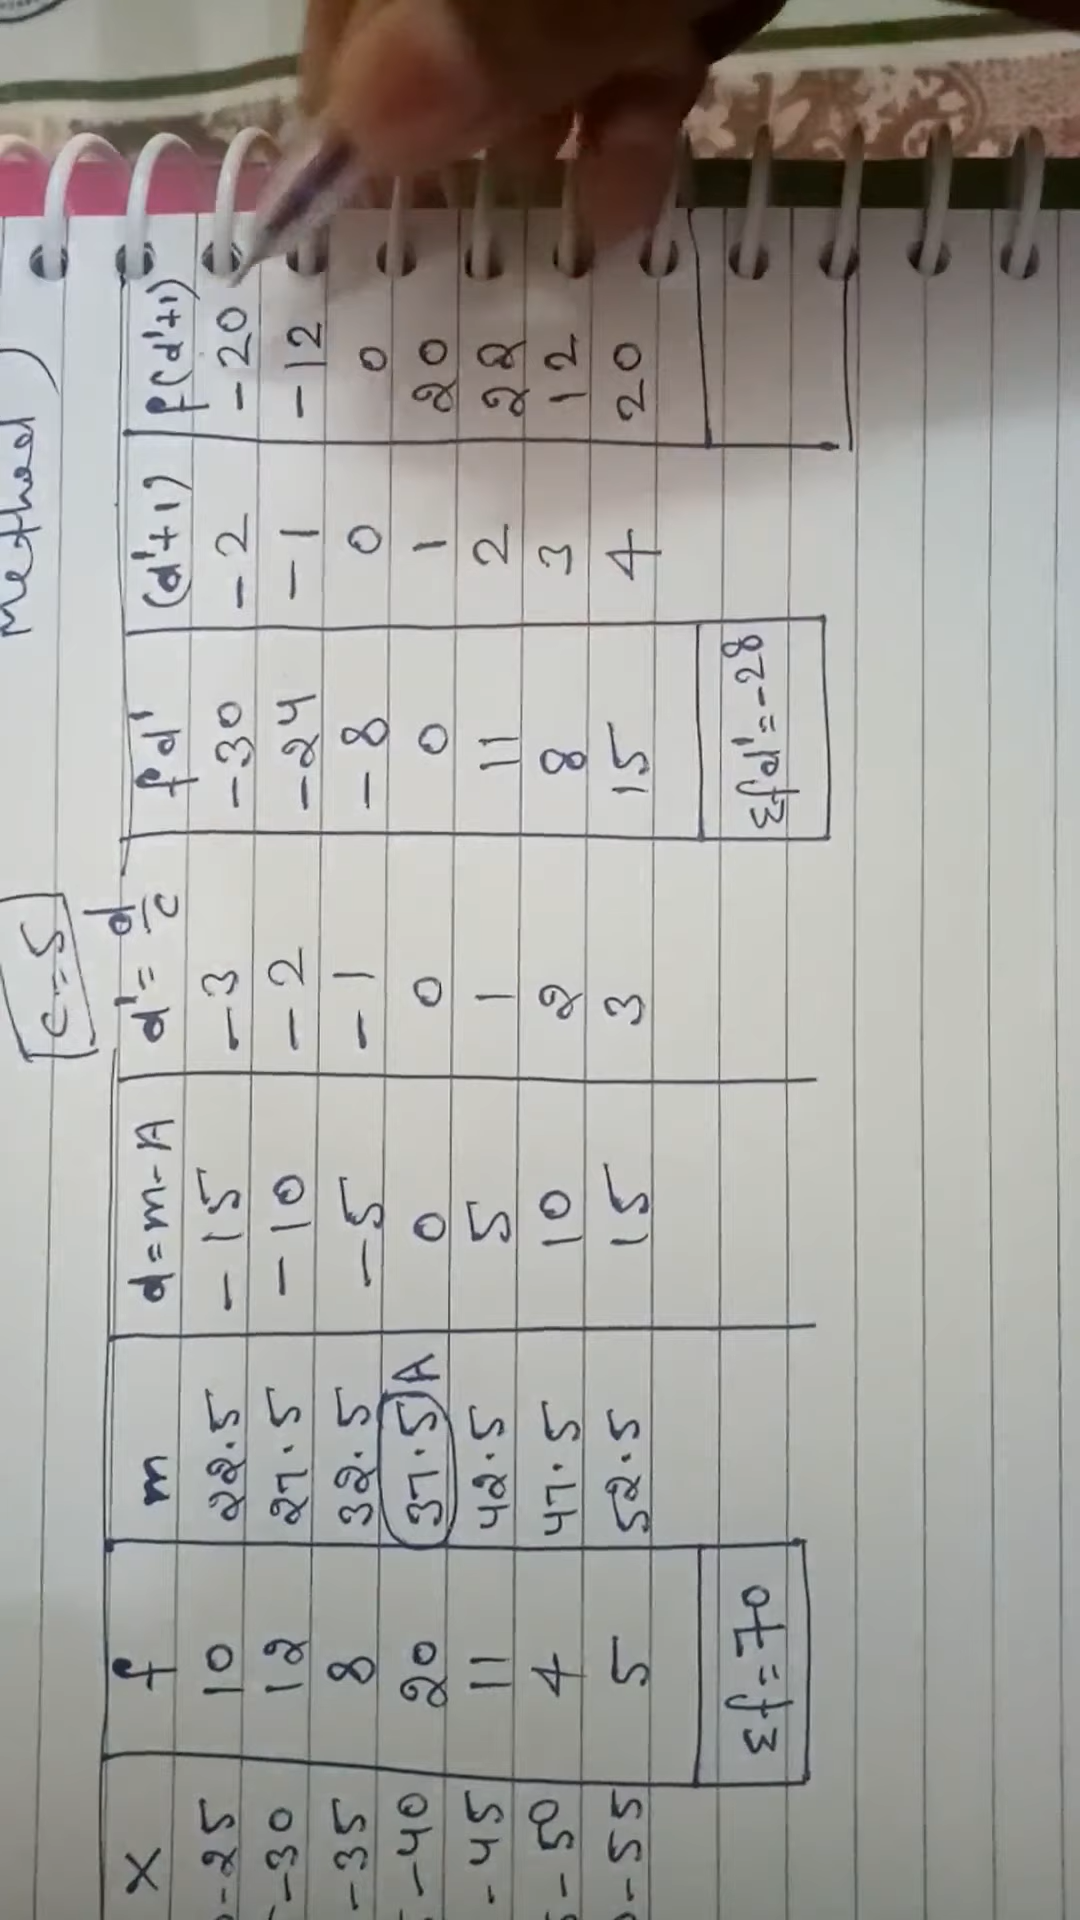 Method )
c = 5
X f m d = m - A d' = d/c fd' (d'+1) f(d'+1)
-25 10 22.5 -15 -3 -30 -2 -20
-30 12 27.5 -10 -2 -24 -1 -12
-35 8 32.5 -5 -1 -8 0 0
-40 20 37.5 A 0 0 0 1 20
-45 11 42.5 5 1 11 2 22
-50 4 47.5 10 2 8 3 12
-55 5 52.5 15 3 15 4 20
Σf = 70 Σfd' = -28